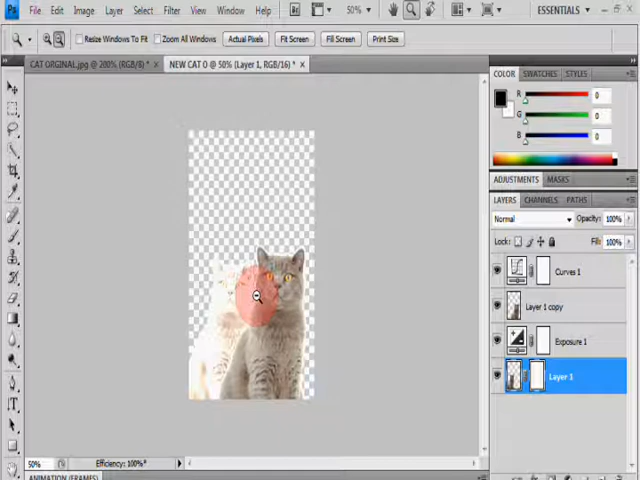 Ps File Edit Image Layer Select Filter View Window Help 50% ESSENTIALS
Resize Windows To Fit Zoom All Windows Actual Pixels Fit Screen Fill Screen Print Size
CAT ORGINAL.jpg @ 200% (RGB/8) * x NEW CAT O @ 50% (Layer 1, RGB/16) * x
COLOR SWATCHES STYLES
R 0
G 0
B 0
ADJUSTMENTS MASKS
LAYERS CHANNELS PATHS
Normal Opacity: 100%
Lock: Fill: 100%
Curves 1
Layer 1 copy
Exposure 1
Layer 1
50% Efficiency: 100%*
ANIMATION (FRAMES)